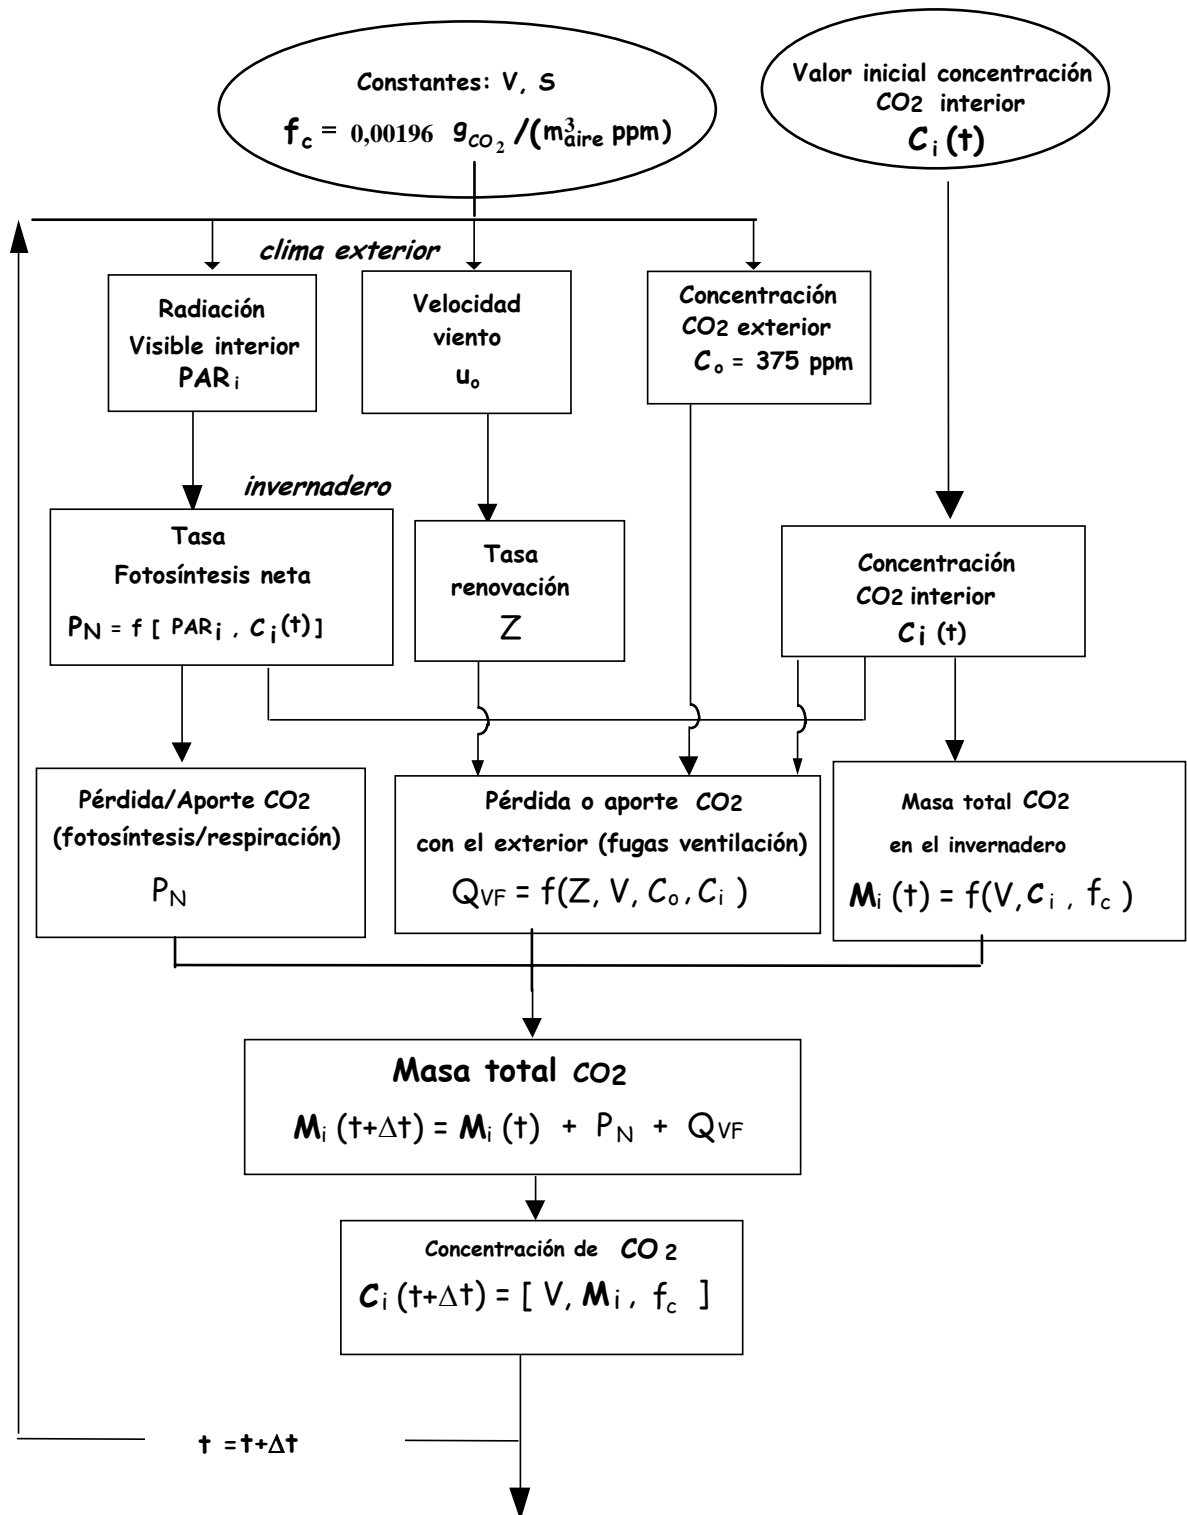 Constantes: V, S
f_c = 0,00196 g_CO₂ /(m³_aire ppm)
Valor inicial concentración
CO2 interior
C_i (t)
clima exterior
Radiación
Visible interior
PAR_i
Velocidad
viento
u_o
Concentración
CO2 exterior
C_o = 375 ppm
invernadero
Tasa
Fotosíntesis neta
P_N = f [ PAR_i , C_i(t) ]
Tasa
renovación
Z
Concentración
CO2 interior
C_i (t)
Pérdida/Aporte CO2
(fotosíntesis/respiración)
P_N
Pérdida o aporte CO2
con el exterior (fugas ventilación)
Q_VF = f(Z, V, C_o, C_i )
Masa total CO2
en el invernadero
M_i (t) = f(V, C_i , f_c )
Masa total CO2
M_i (t+Δt) = M_i (t) + P_N + Q_VF
Concentración de CO 2
C_i (t+Δt) = [ V, M_i , f_c ]
t =t+Δt